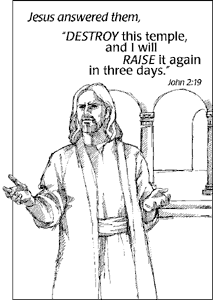 Jesus answered them,
"DESTROY this temple,
and I will
RAISE it again
in three days."
John 2:19